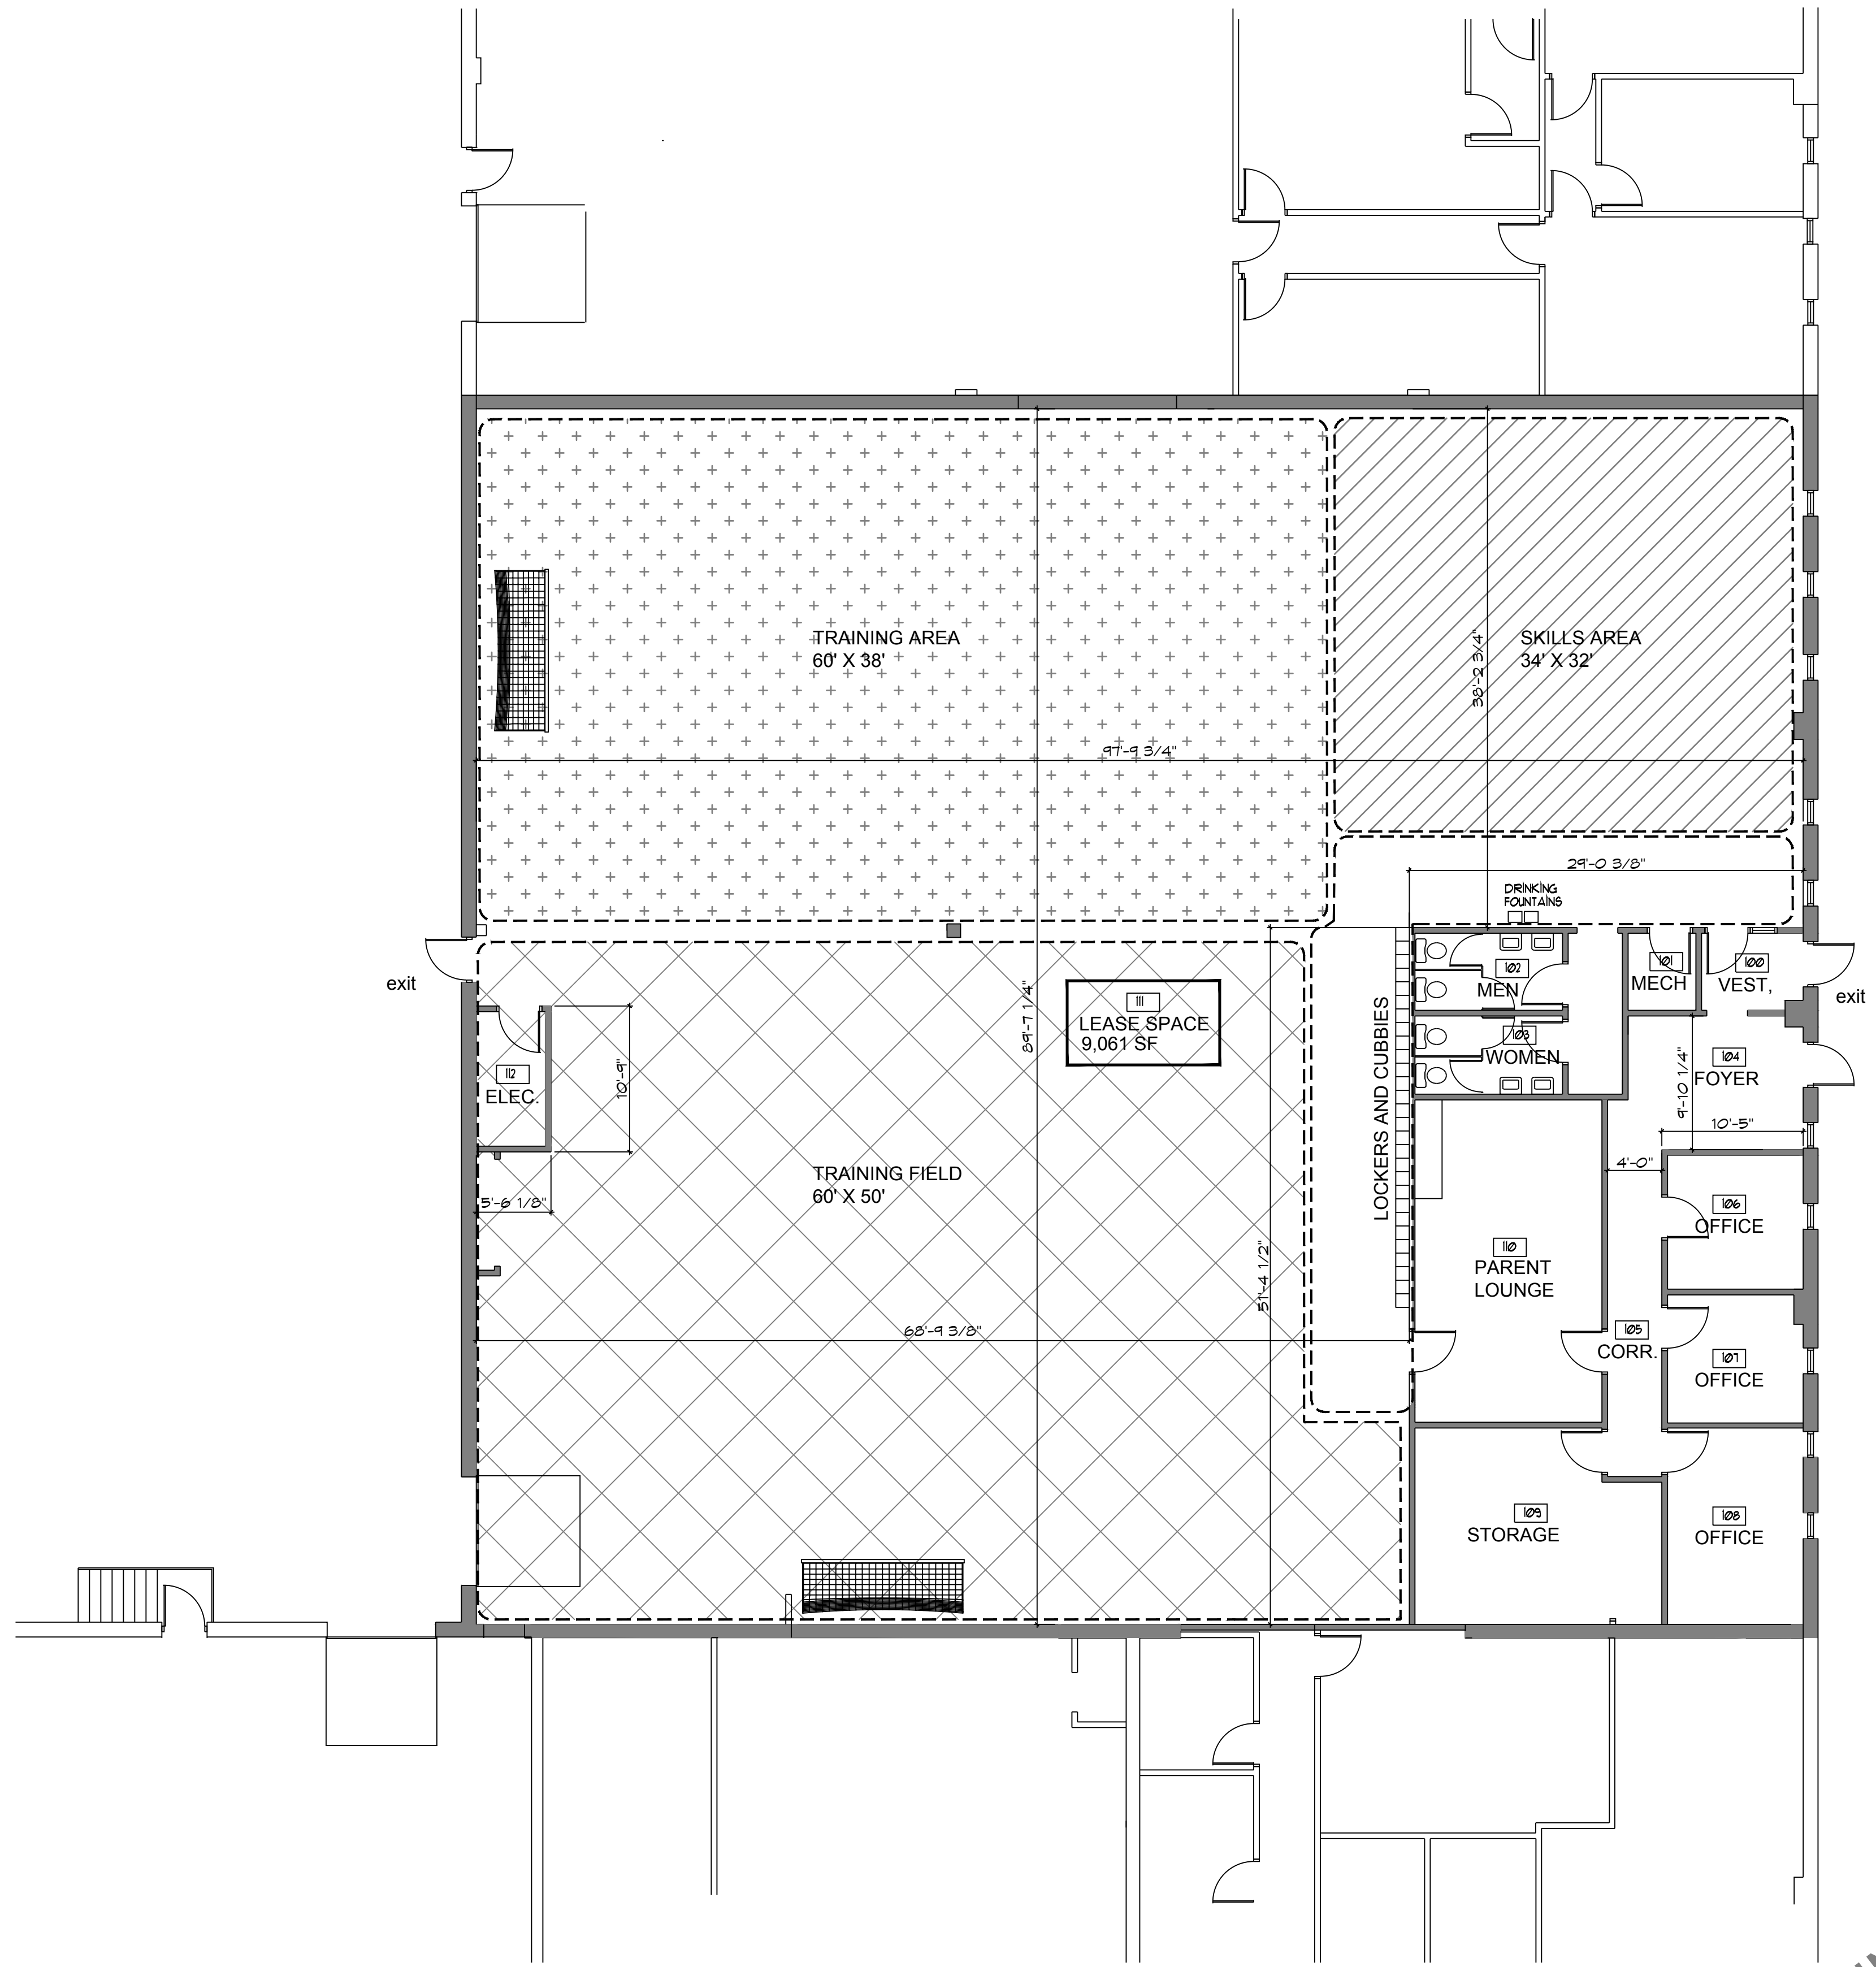 TRAINING AREA
60' X 38'
SKILLS AREA
34' X 32'
38'-2 3/4"
97'-9 3/4"
29'-0 3/8"
DRINKING
FOUNTAINS
exit
102
MEN
101
MECH
100
VEST,
exit
111
LEASE SPACE
9,061 SF
89'-7 1/4"
LOCKERS AND CUBBIES
103
WOMEN
104
FOYER
9'-10 1/4"
112
ELEC.
10'-9"
10'-5"
4'-0"
TRAINING FIELD
60' X 50'
5'-6 1/8"
106
OFFICE
51'-4 1/2"
110
PARENT
LOUNGE
68'-9 3/8"
105
CORR.
107
OFFICE
109
STORAGE
108
OFFICE